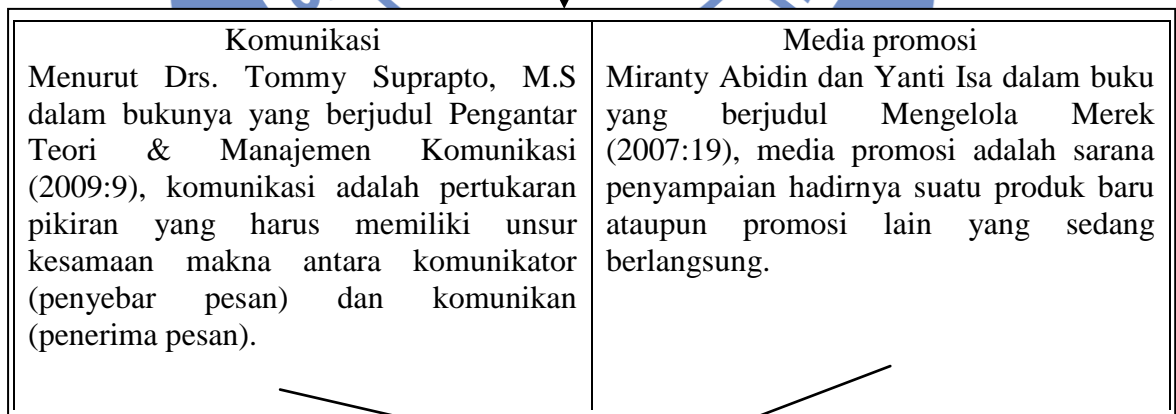 Komunikasi
Menurut Drs. Tommy Suprapto, M.S
dalam bukunya yang berjudul Pengantar
Teori & Manajemen Komunikasi
(2009:9), komunikasi adalah pertukaran
pikiran yang harus memiliki unsur
kesamaan makna antara komunikator
(penyebar pesan) dan komunikan
(penerima pesan).
Media promosi
Miranty Abidin dan Yanti Isa dalam buku
yang berjudul Mengelola Merek
(2007:19), media promosi adalah sarana
penyampaian hadirnya suatu produk baru
ataupun promosi lain yang sedang
berlangsung.